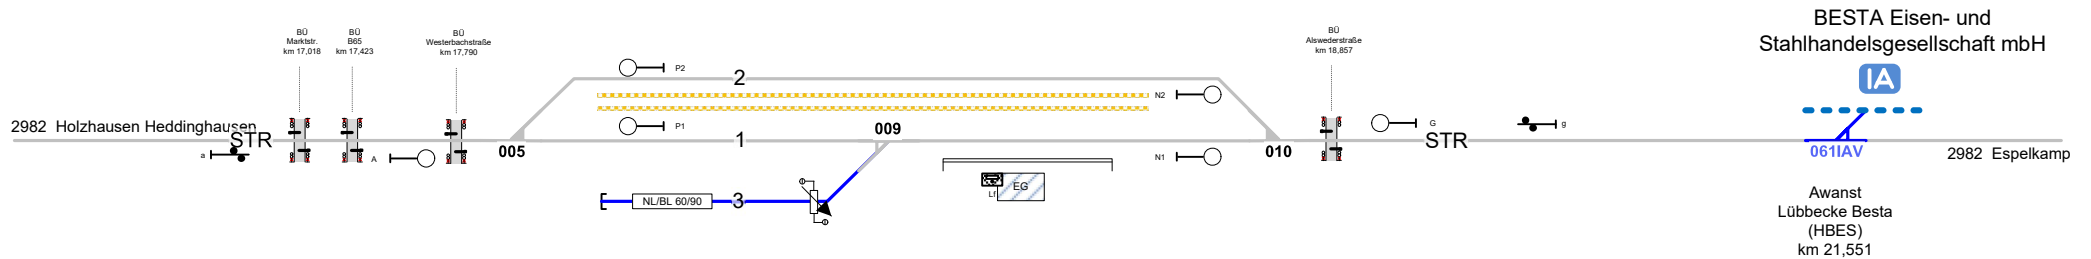 BESTA Eisen- und
Stahlhandelsgesellschaft mbH
IA
BÜ
Marktstr.
km 17,018
BÜ
B65
km 17,423
BÜ
Westerbachstraße
km 17,790
BÜ
Alswederstraße
km 18,857
P2
2
N2
2982 Holzhausen Heddinghausen
STR
a
A
005
P1
1
009
N1
010
G
STR
g
061IAV
2982 Espelkamp
NL/BL 60/90
3
Lf
EG
Awanst
Lübbecke Besta
(HBES)
km 21,551